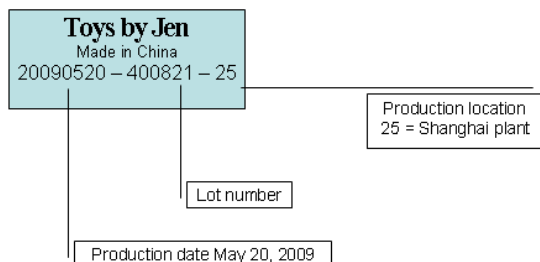 Toys by Jen
Made in China
20090520 – 400821 – 25
Production location
25 = Shanghai plant
Lot number
Production date May 20, 2009